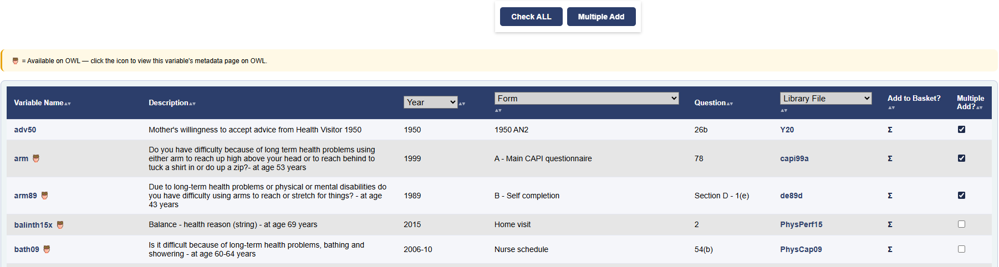 Check ALL Multiple Add
= Available on OWL — click the icon to view this variable's metadata page on OWL.
Variable Name Description Year Form Question Library File Add to Basket? Multiple Add?
adv50 Mother's willingness to accept advice from Health Visitor 1950 1950 1950 AN2 26b Y20 Σ
Do you have difficulty because of long term health problems using
arm either arm to reach up high above your head or to reach behind to 1999 A - Main CAPI questionnaire 78 capi99a Σ
tuck a shirt in or do up a zip?- at age 53 years
Due to long-term health problems or physical or mental disabilities do
arm89 you have difficulty using arms to reach or stretch for things? - at age 1989 B - Self completion Section D - 1(e) de89d Σ
43 years
balinth15x Balance - health reason (string) - at age 69 years 2015 Home visit 2 PhysPerf15 Σ
Is it difficult because of long-term health problems, bathing and
bath09 showering - at age 60-64 years 2006-10 Nurse schedule 54(b) PhysCap09 Σ